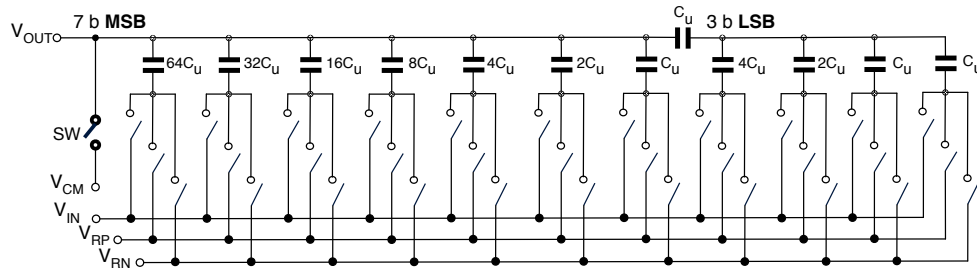 7 b MSB
C_u
3 b LSB
V_OUT
64C_u
32C_u
16C_u
8C_u
4C_u
2C_u
C_u
4C_u
2C_u
C_u
C_u
SW
V_CM
V_IN
V_RP
V_RN